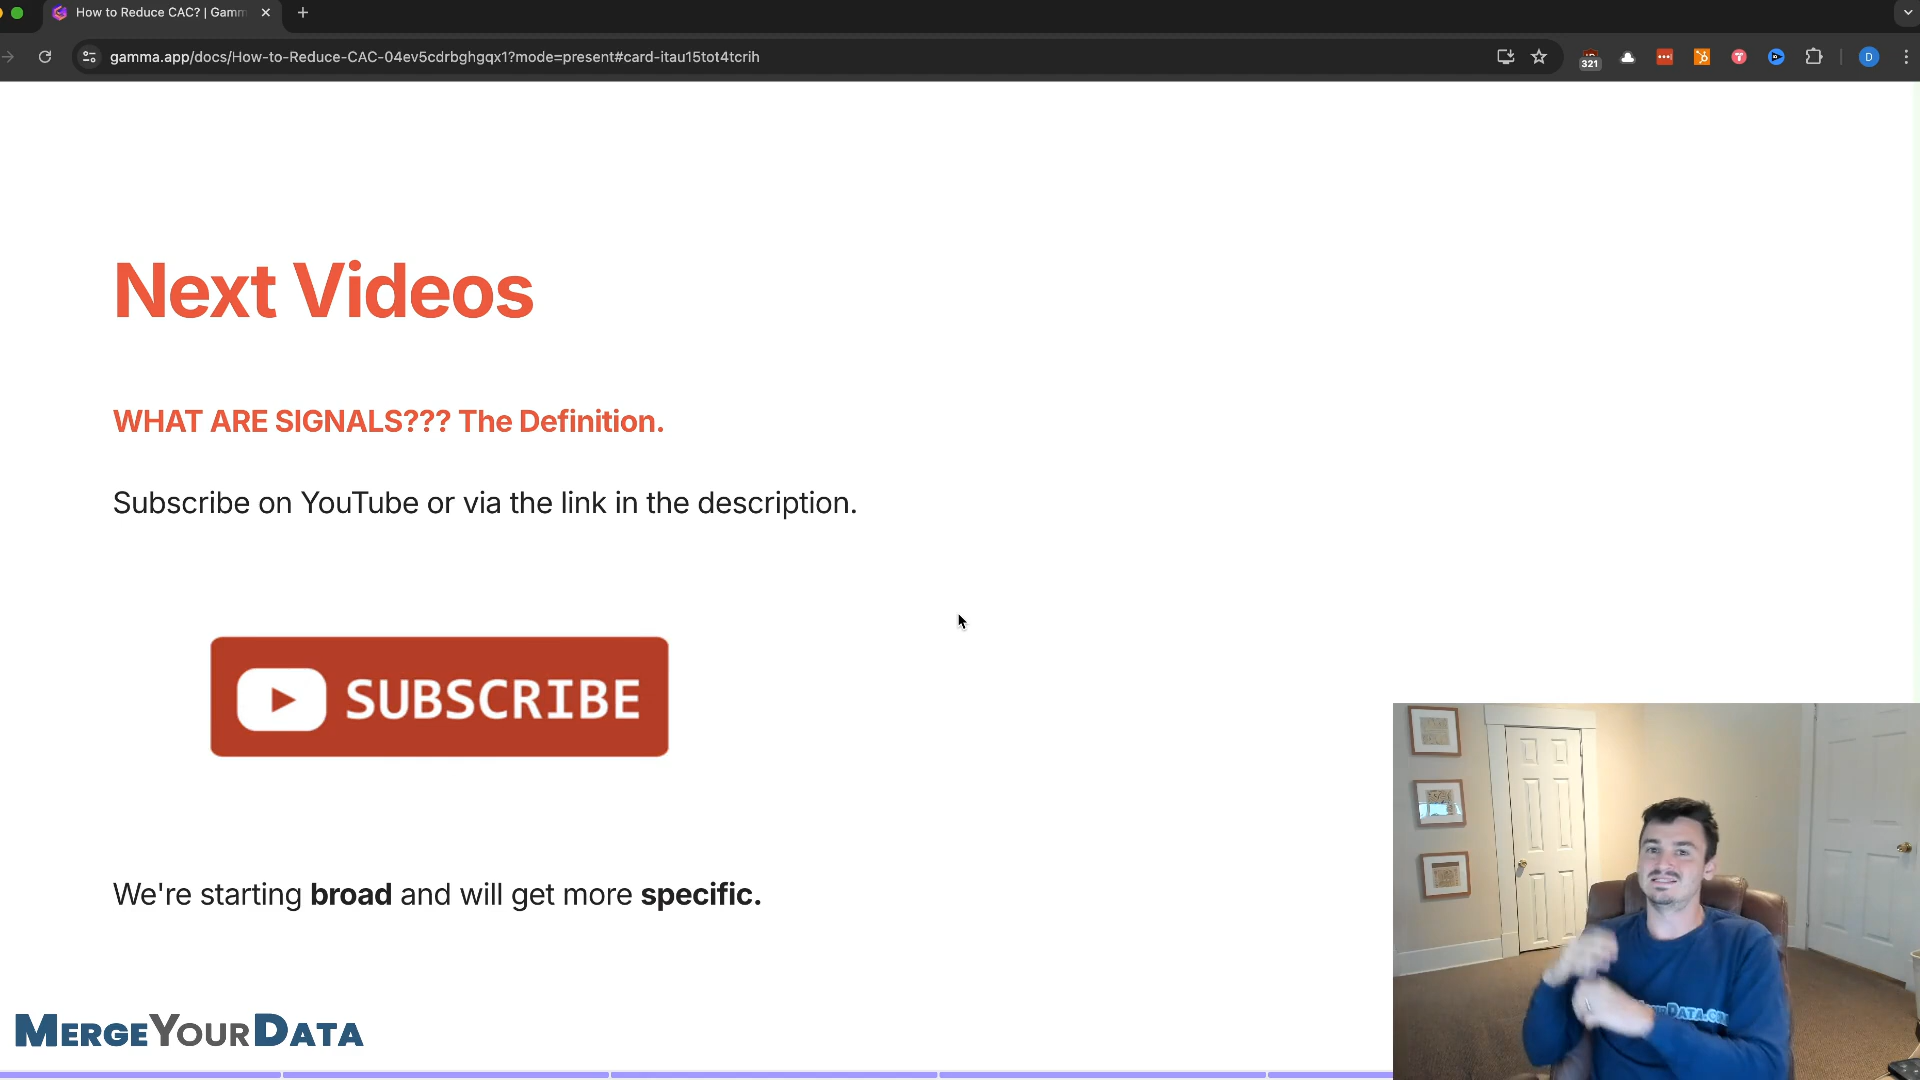 How to Reduce CAC? | Gamm
gamma.app/docs/How-to-Reduce-CAC-04ev5cdrbghgqx1?mode=present#card-itau15tot4tcrih
321
D
Next Videos
WHAT ARE SIGNALS??? The Definition.
Subscribe on YouTube or via the link in the description.
SUBSCRIBE
We're starting broad and will get more specific.
MERGEYOURDATA